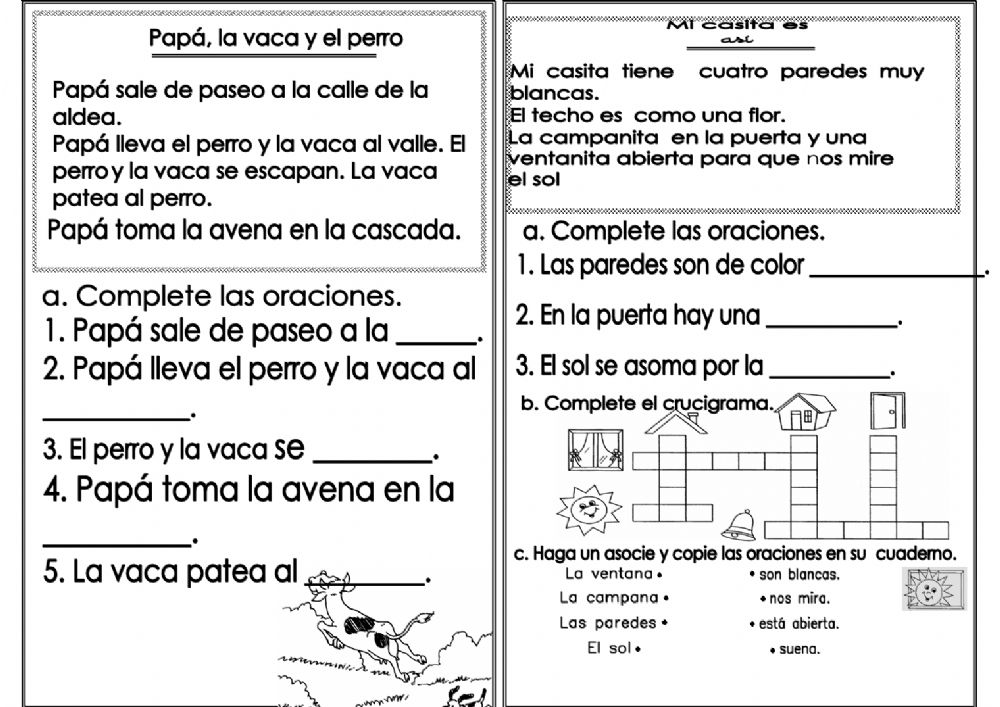 Papá, la vaca y el perro
Papá sale de paseo a la calle de la
aldea.
Papá lleva el perro y la vaca al valle. El
perro y la vaca se escapan. La vaca
patea al perro.
Papá toma la avena en la cascada.
a. Complete las oraciones.
1. Papá sale de paseo a la ______.
2. Papá lleva el perro y la vaca al
___________.
3. El perro y la vaca se _________.
4. Papá toma la avena en la
___________.
5. La vaca patea al _________.
Mi casita es
así
Mi casita tiene cuatro paredes muy
blancas.
El techo es como una flor.
La campanita en la puerta y una
ventanita abierta para que nos mire
el sol
a. Complete las oraciones.
1. Las paredes son de color ______________.
2. En la puerta hay una __________.
3. El sol se asoma por la _________.
b. Complete el crucigrama.
c. Haga un asocie y copie las oraciones en su cuaderno.
La ventana • • son blancas.
La campana • • nos mira.
Las paredes • • está abierta.
El sol • • suena.